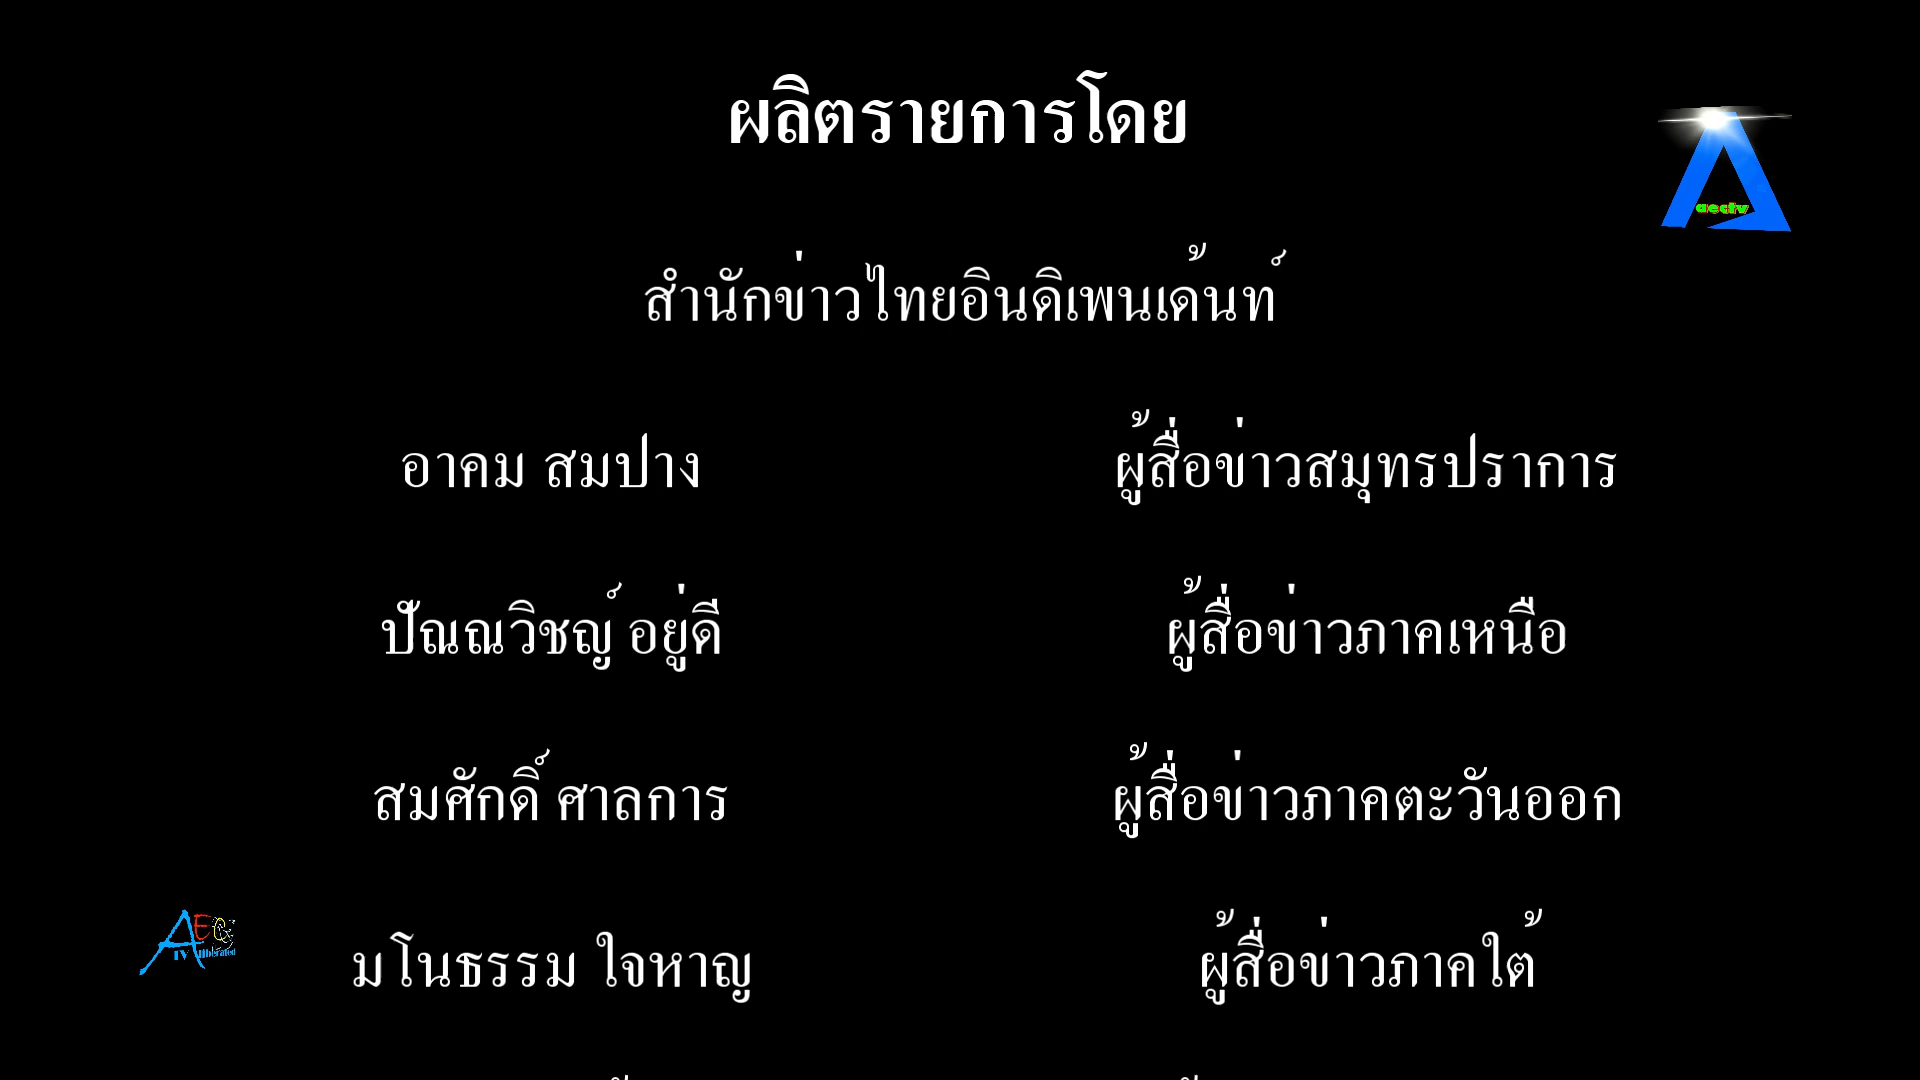 ผลิตรายการโดย
aectv
สำนักข่าวไทยอินดิเพนเด้นท์
อาคม สมปาง ผู้สื่อข่าวสมุทรปราการ
ปัณณวิชญ์ อยู่ดี ผู้สื่อข่าวภาคเหนือ
สมศักดิ์ ศาลการ ผู้สื่อข่าวภาคตะวันออก
มโนธรรม ใจหาญ ผู้สื่อข่าวภาคใต้
AEC
TV